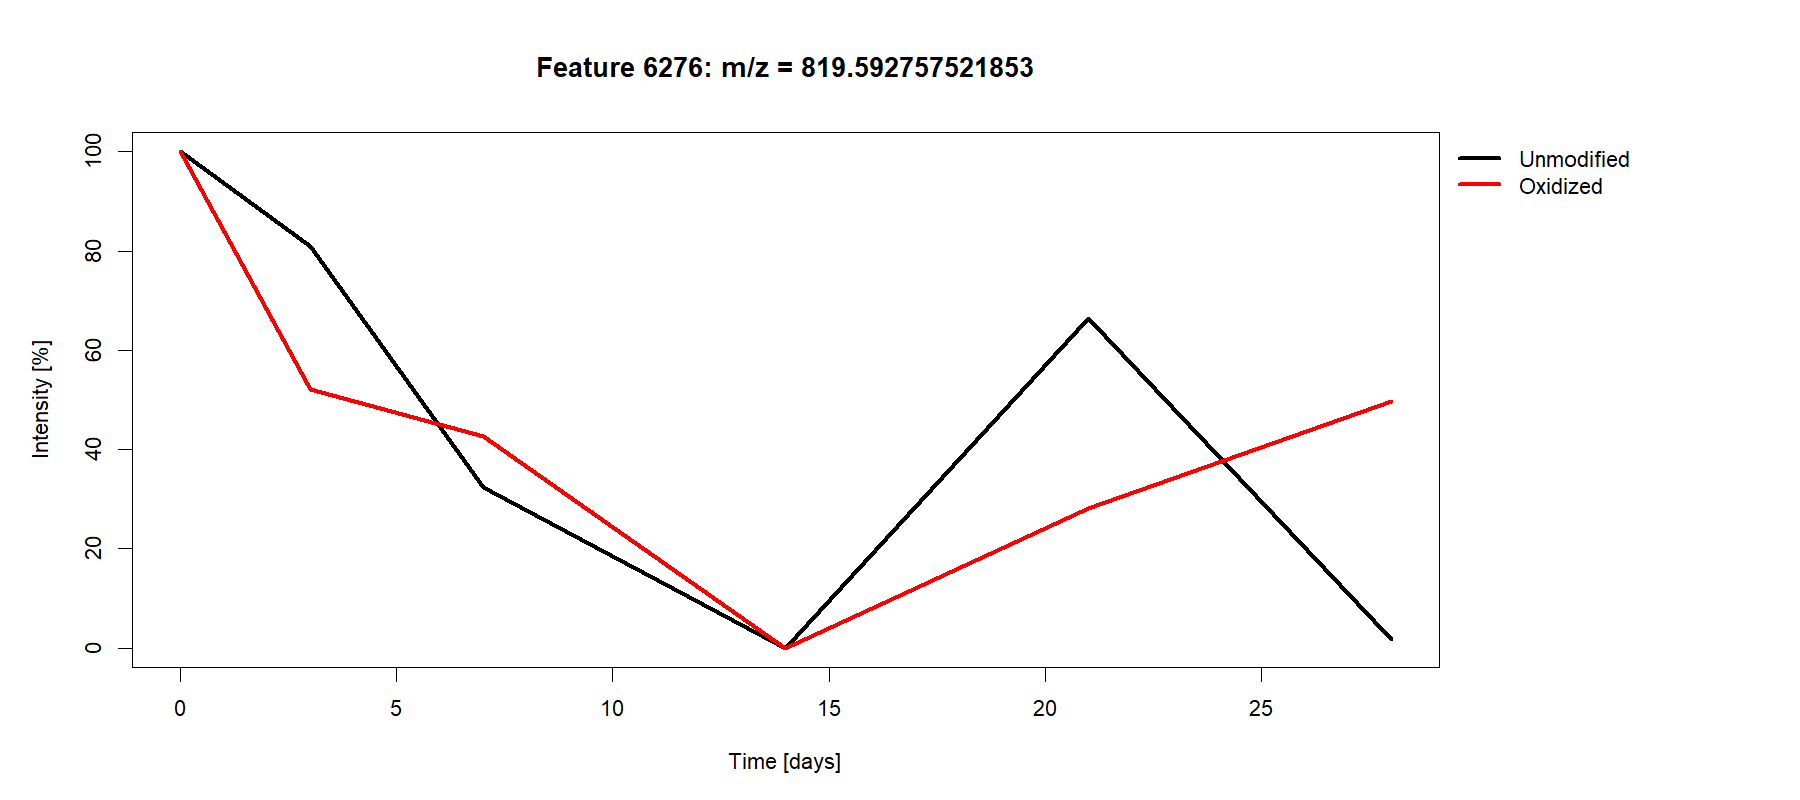 Feature 6276: m/z = 819.592757521853
Unmodified
Oxidized
Intensity [%]
100
80
60
40
20
0
0 5 10 15 20 25
Time [days]